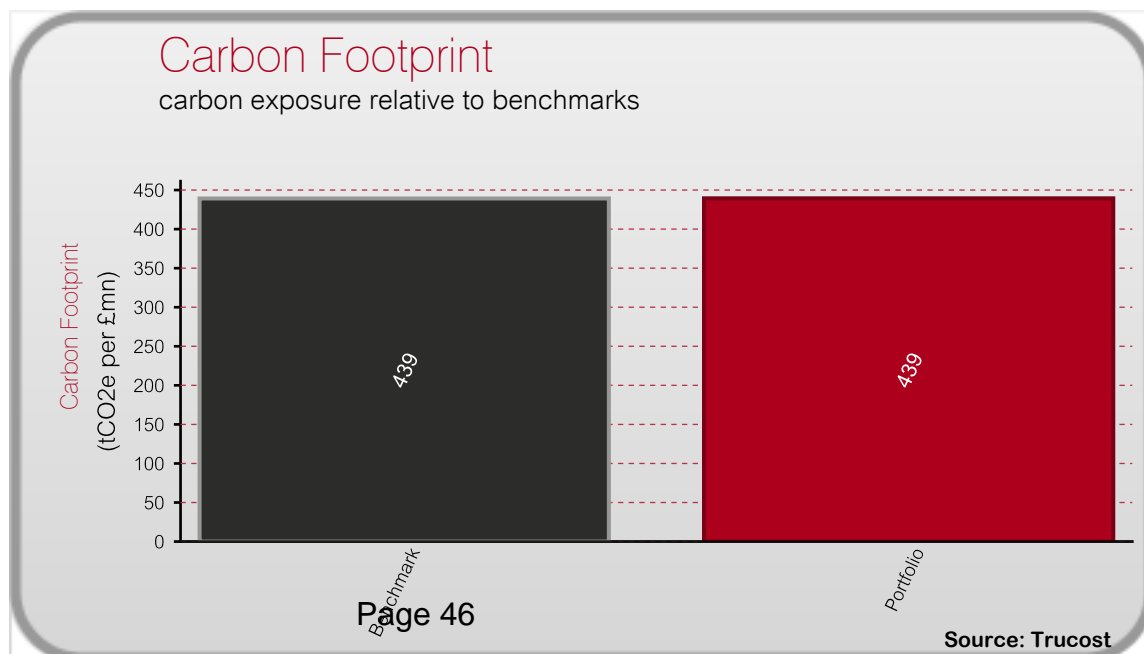 Carbon Footprint
carbon exposure relative to benchmarks
Carbon Footprint
(tCO2e per £mn)
450
400
350
300
250
200
150
100
50
0
439
439
Benchmark
Portfolio
Page 46
Source: Trucost